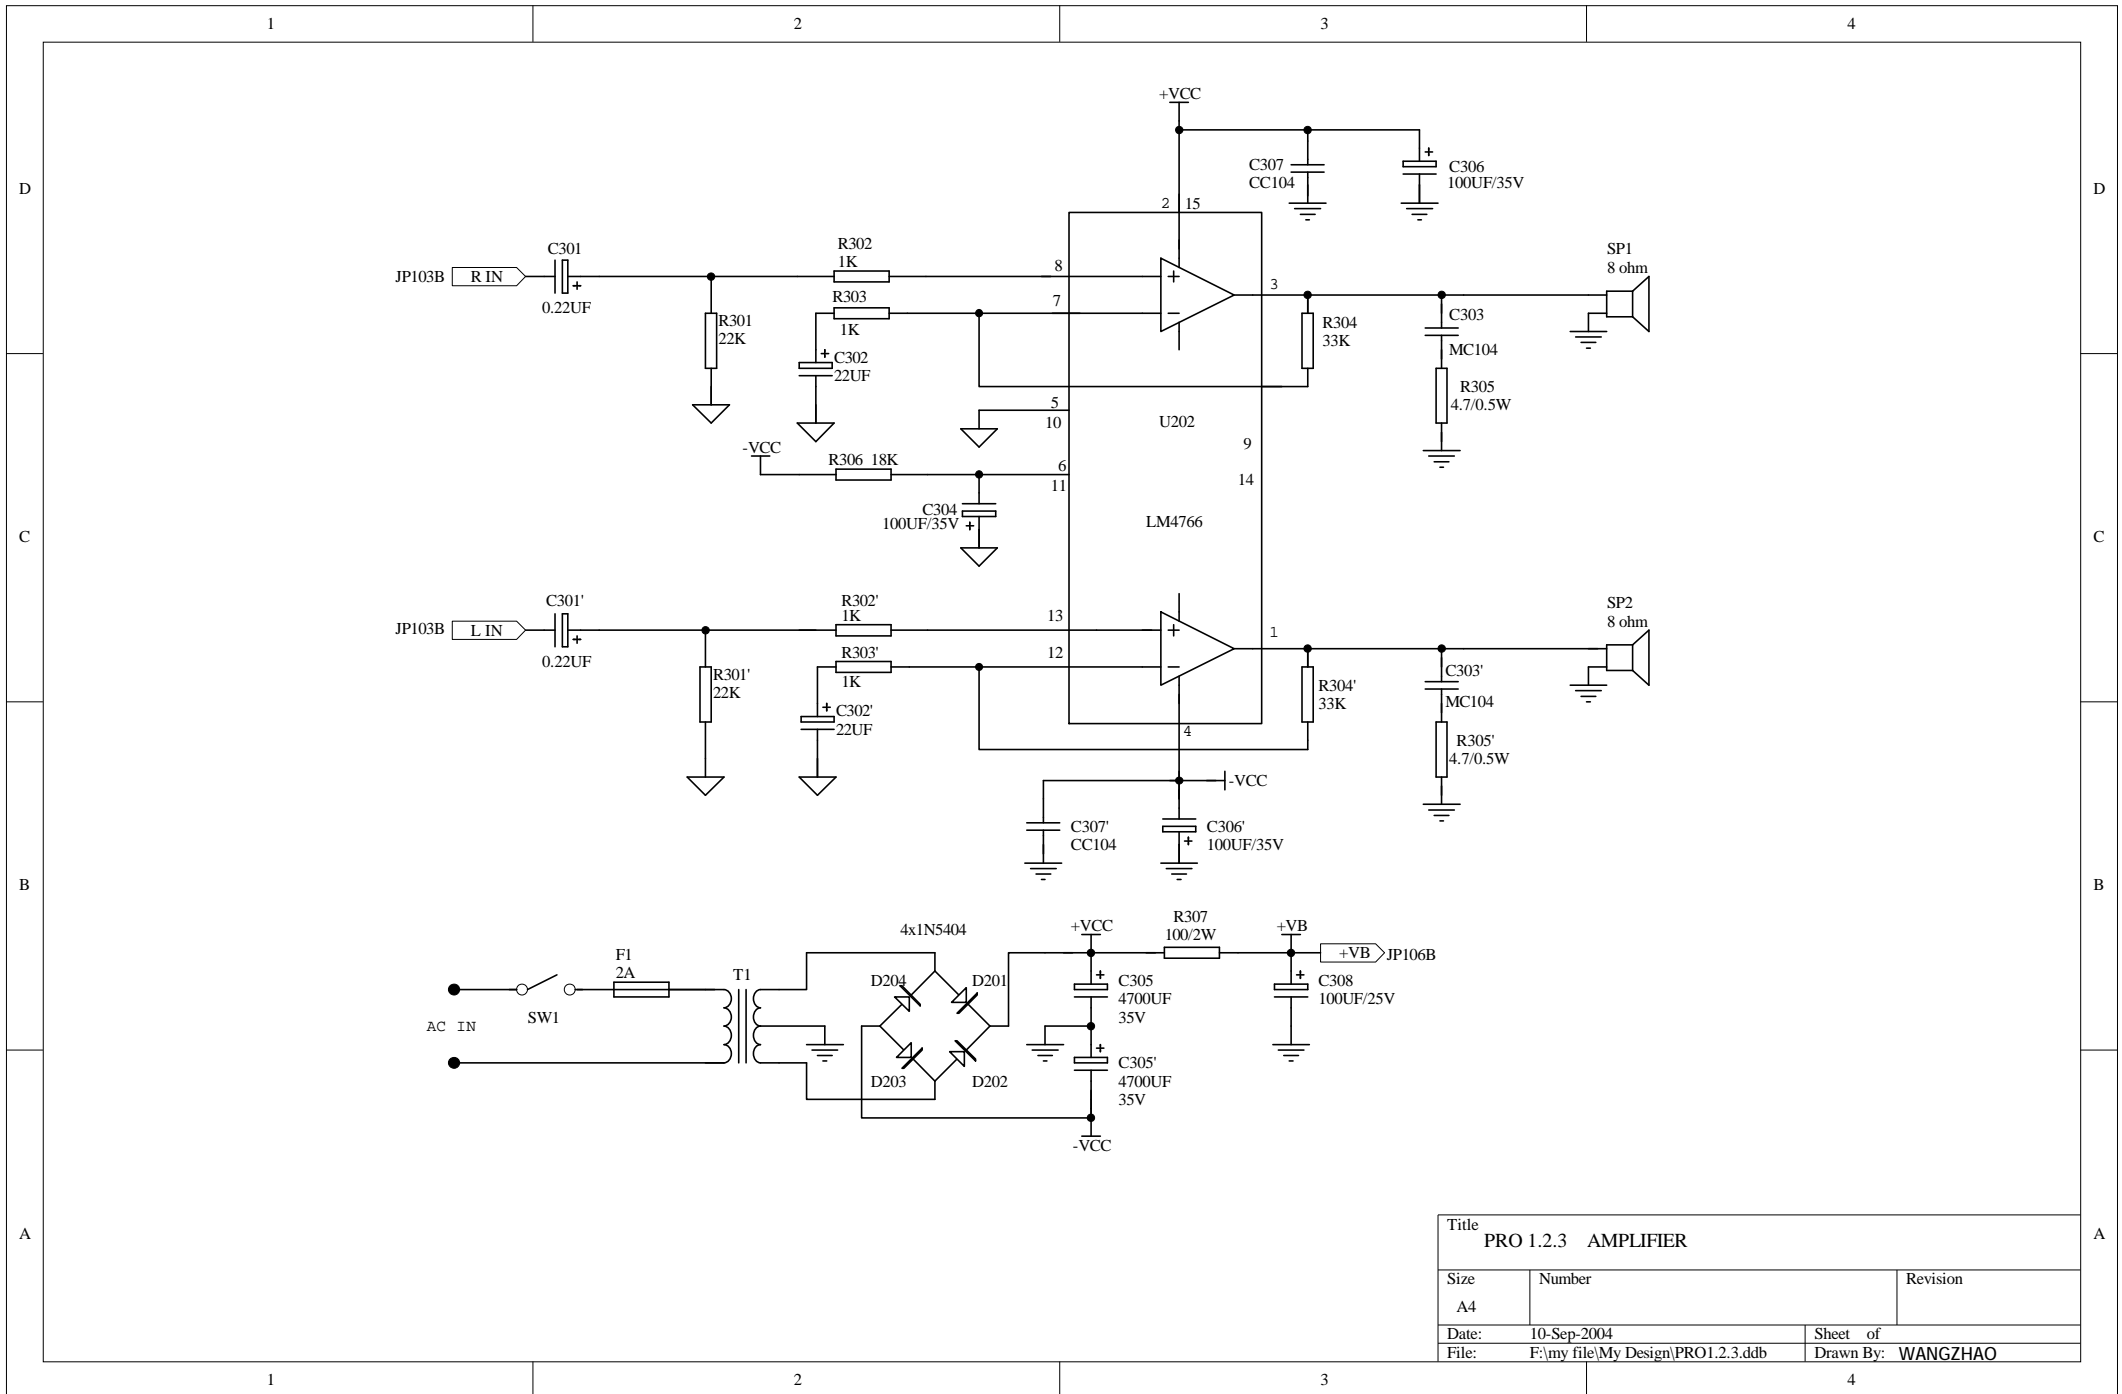 1
2
3
4
D
D
C
C
B
B
A
A
+VCC
C307
CC104
C306
100UF/35V
2
15
JP103B
R IN
C301
+
0.22UF
R301
22K
R302
1K
R303
1K
+
C302
22UF
8
7
+
−
3
R304
33K
C303
MC104
R305
4.7/0.5W
SP1
8 ohm
5
10
U202
9
14
-VCC
R306 18K
6
11
C304
100UF/35V
+
LM4766
JP103B
L IN
C301'
+
0.22UF
R301'
22K
R302'
1K
R303'
1K
+
C302'
22UF
13
12
+
−
1
R304'
33K
C303'
MC104
R305'
4.7/0.5W
SP2
8 ohm
4
-VCC
C307'
CC104
C306'
+
100UF/35V
4x1N5404
F1
2A
T1
SW1
AC IN
D204
D201
D203
D202
+VCC
R307
100/2W
+VB
+VB
JP106B
+
C305
4700UF
35V
+
C308
100UF/25V
+
C305'
4700UF
35V
-VCC
Title
PRO 1.2.3 AMPLIFIER
Size
Number
Revision
A4
Date:
10-Sep-2004
Sheet of
File:
F:\my file\My Design\PRO1.2.3.ddb
Drawn By:
WANGZHAO
1
2
3
4